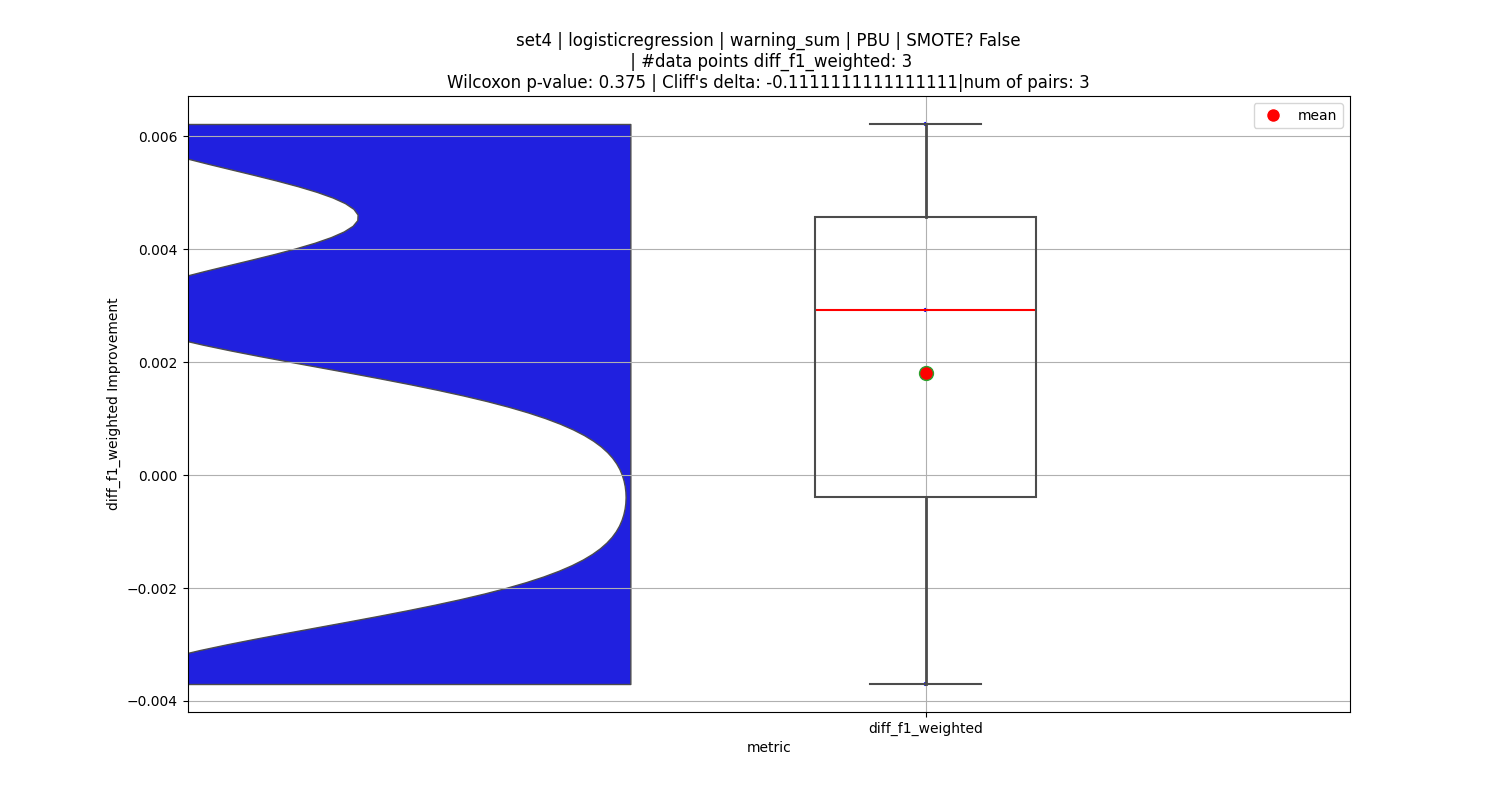 set4 | logisticregression | warning_sum | PBU | SMOTE? False
| #data points diff_f1_weighted: 3
Wilcoxon p-value: 0.375 | Cliff's delta: -0.1111111111111111|num of pairs: 3
mean
0.006
0.004
0.002
0.000
−0.002
−0.004
diff_f1_weighted Improvement
diff_f1_weighted
metric